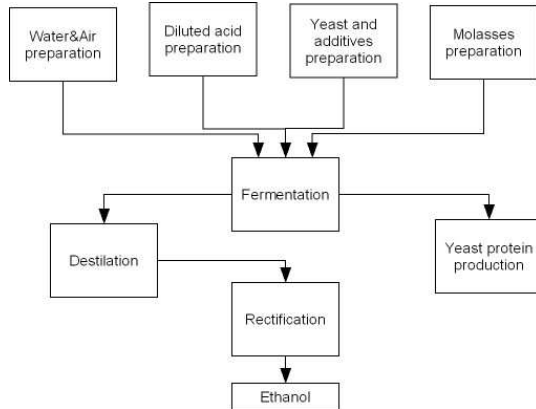 Water&Air
preparation
Diluted acid
preparation
Yeast and
additives
preparation
Molasses
preparation
Fermentation
Destilation
Yeast protein
production
Rectification
Ethanol